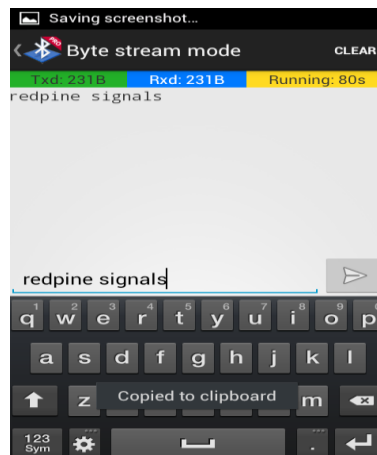 Saving screenshot...
PRO
Byte stream mode CLEAR
Txd: 231B Rxd: 231B Running: 80s
redpine signals
redpine signals
1 2 3 4 5 6 7 8 9 0
q w e r t y u i o p
a s d f g h j k l
z Copied to clipboard m
123
Sym .